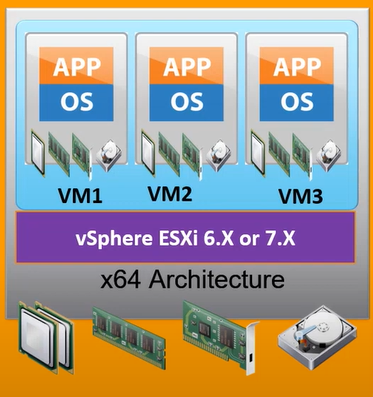 APP APP APP
OS OS OS
VM1 VM2 VM3
vSphere ESXi 6.X or 7.X
x64 Architecture